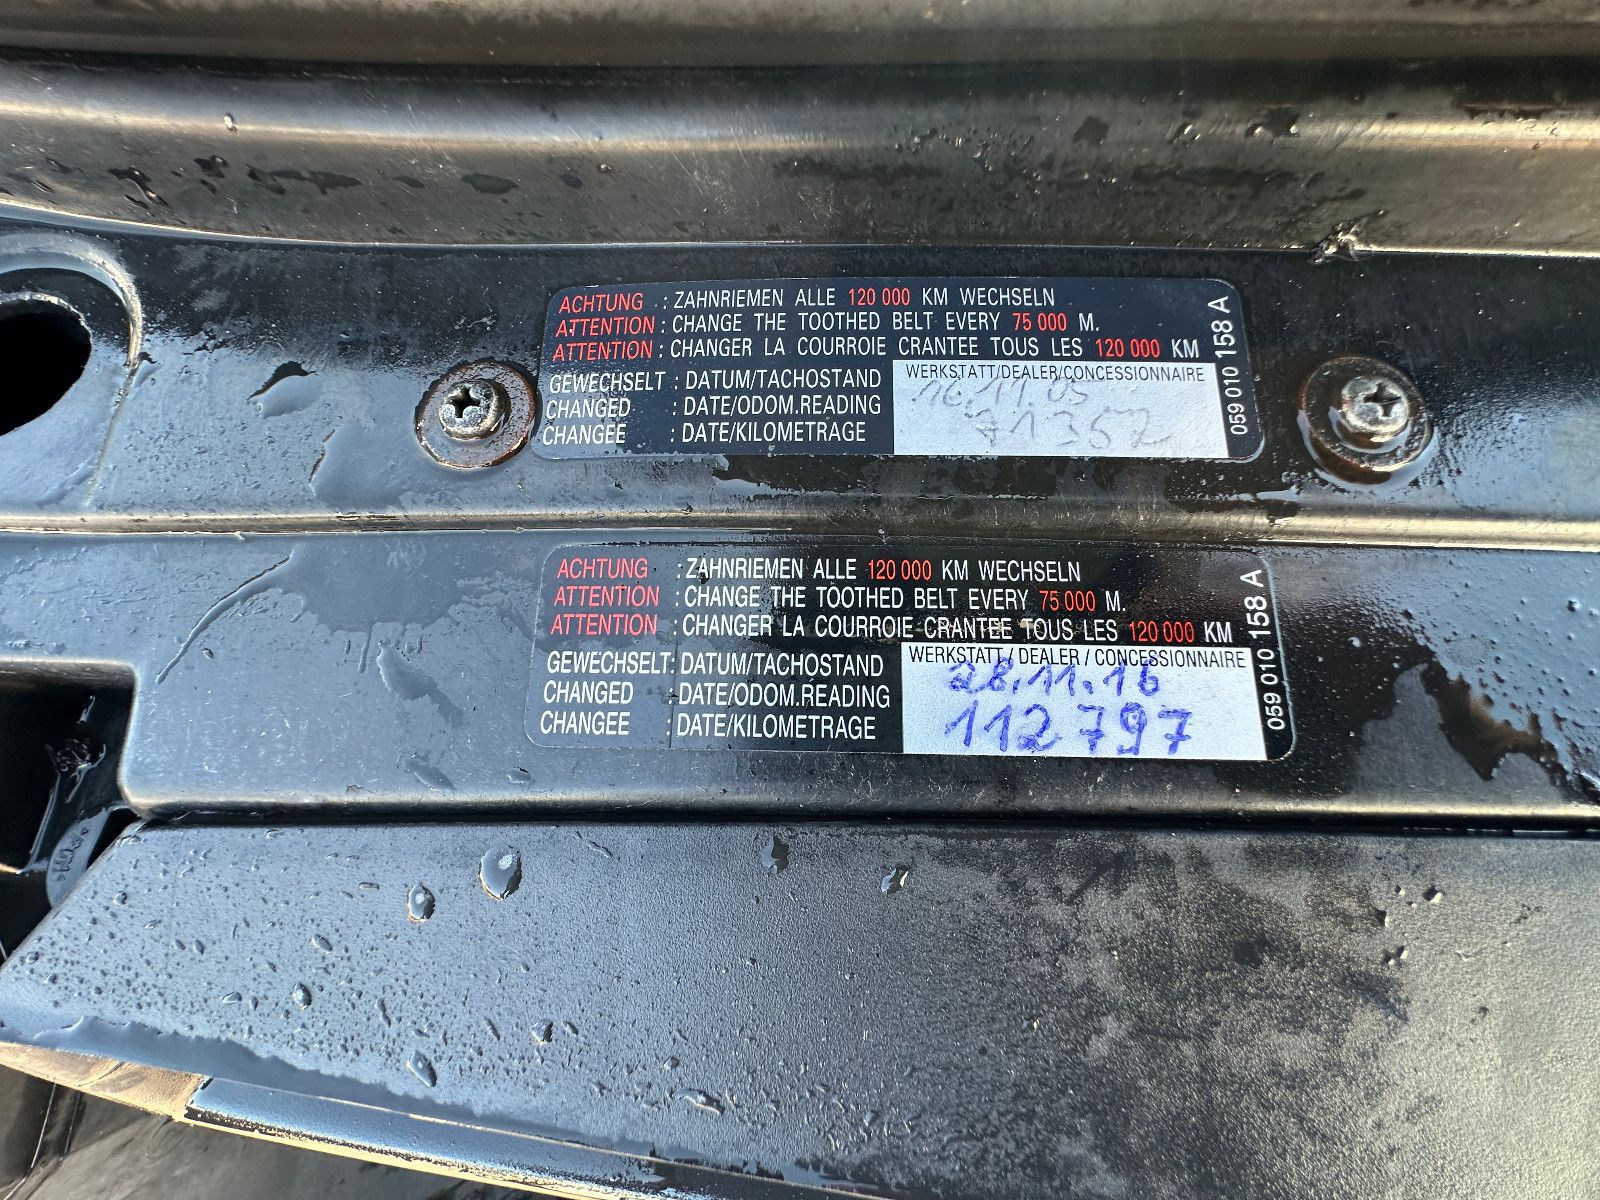 ACHTUNG : ZAHNRIEMEN ALLE 120 000 KM WECHSELN
ATTENTION : CHANGE THE TOOTHED BELT EVERY 75 000 M.
ATTENTION : CHANGER LA COURROIE CRANTEE TOUS LES 120 000 KM
WERKSTATT/DEALER/CONCESSIONNAIRE
GEWECHSELT : DATUM/TACHOSTAND 16.11.05
CHANGED : DATE/ODOM.READING
CHANGEE : DATE/KILOMETRAGE 71352
059 010 158 A
ACHTUNG : ZAHNRIEMEN ALLE 120 000 KM WECHSELN
ATTENTION : CHANGE THE TOOTHED BELT EVERY 75 000 M.
ATTENTION : CHANGER LA COURROIE CRANTEE TOUS LES 120 000 KM
WERKSTATT / DEALER / CONCESSIONNAIRE
GEWECHSELT : DATUM/TACHOSTAND 28.11.16
CHANGED : DATE/ODOM.READING
CHANGEE : DATE/KILOMETRAGE 112797
059 010 158 A